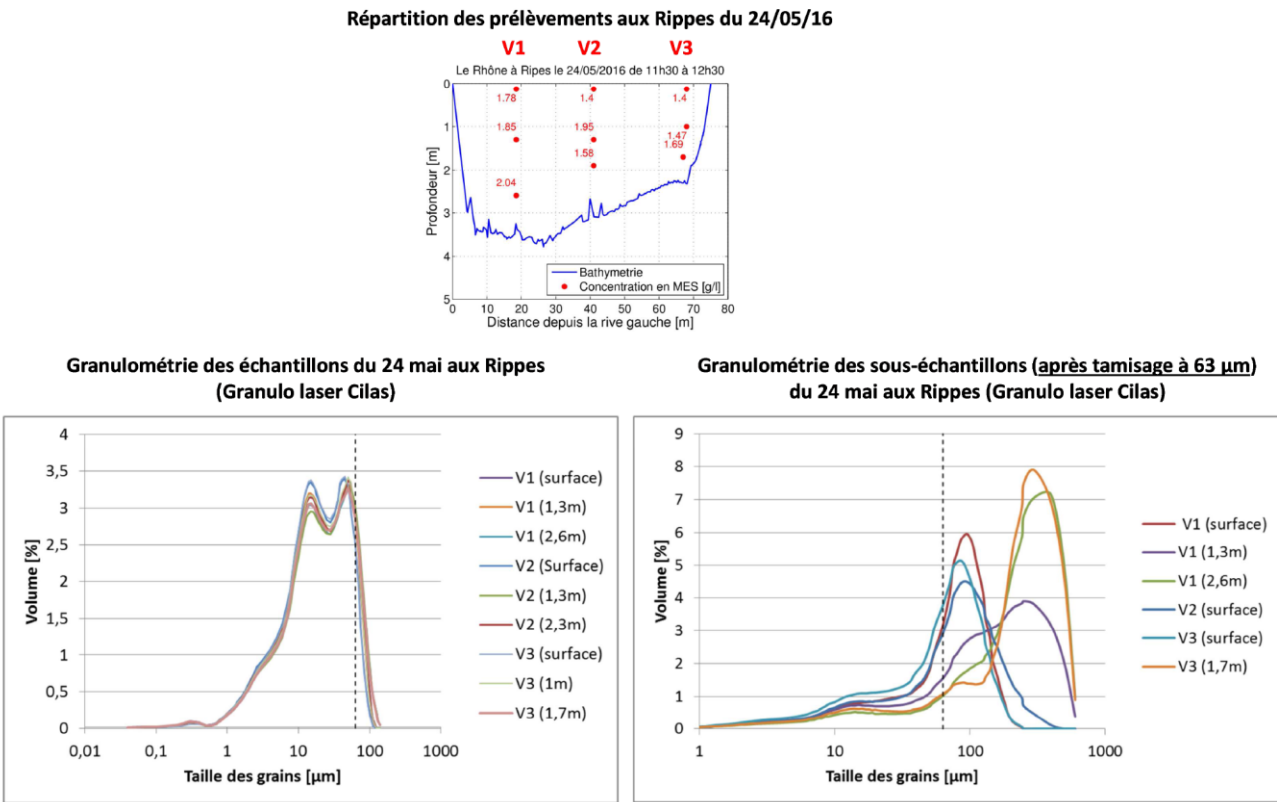 Répartition des prélèvements aux Rippes du 24/05/16
V1 V2 V3
Le Rhône à Ripes le 24/05/2016 de 11h30 à 12h30
Profondeur [m]
0
1
2
3
4
5
1.78
1.85
2.04
1.4
1.95
1.58
1.4
1.47
1.69
Bathymetrie
Concentration en MES [g/l]
0 10 20 30 40 50 60 70 80
Distance depuis la rive gauche [m]
Granulométrie des échantillons du 24 mai aux Rippes
(Granulo laser Cilas)
Volume [%]
4
3,5
3
2,5
2
1,5
1
0,5
0
0,01 0,1 1 10 100 1000
Taille des grains [µm]
V1 (surface)
V1 (1,3m)
V1 (2,6m)
V2 (Surface)
V2 (1,3m)
V2 (2,3m)
V3 (surface)
V3 (1m)
V3 (1,7m)
Granulométrie des sous-échantillons (après tamisage à 63 µm)
du 24 mai aux Rippes (Granulo laser Cilas)
Volume [%]
9
8
7
6
5
4
3
2
1
0
1 10 100 1000
Taille des grains [µm]
V1 (surface)
V1 (1,3m)
V1 (2,6m)
V2 (surface)
V3 (surface)
V3 (1,7m)